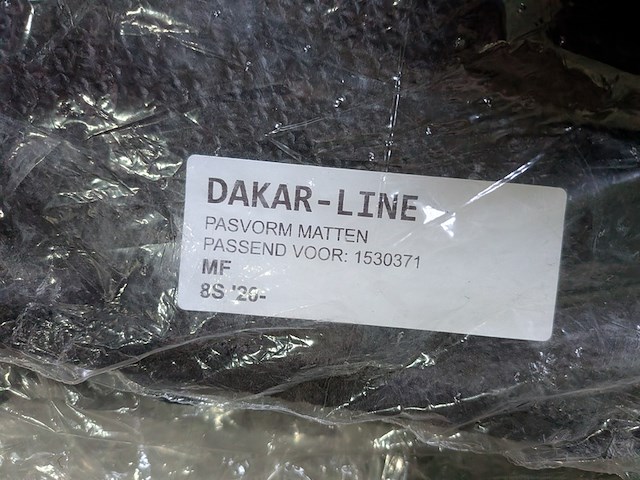 DAKAR-LINE
PASVORM MATTEN
PASSEND VOOR: 1530371
MF
8S '20-